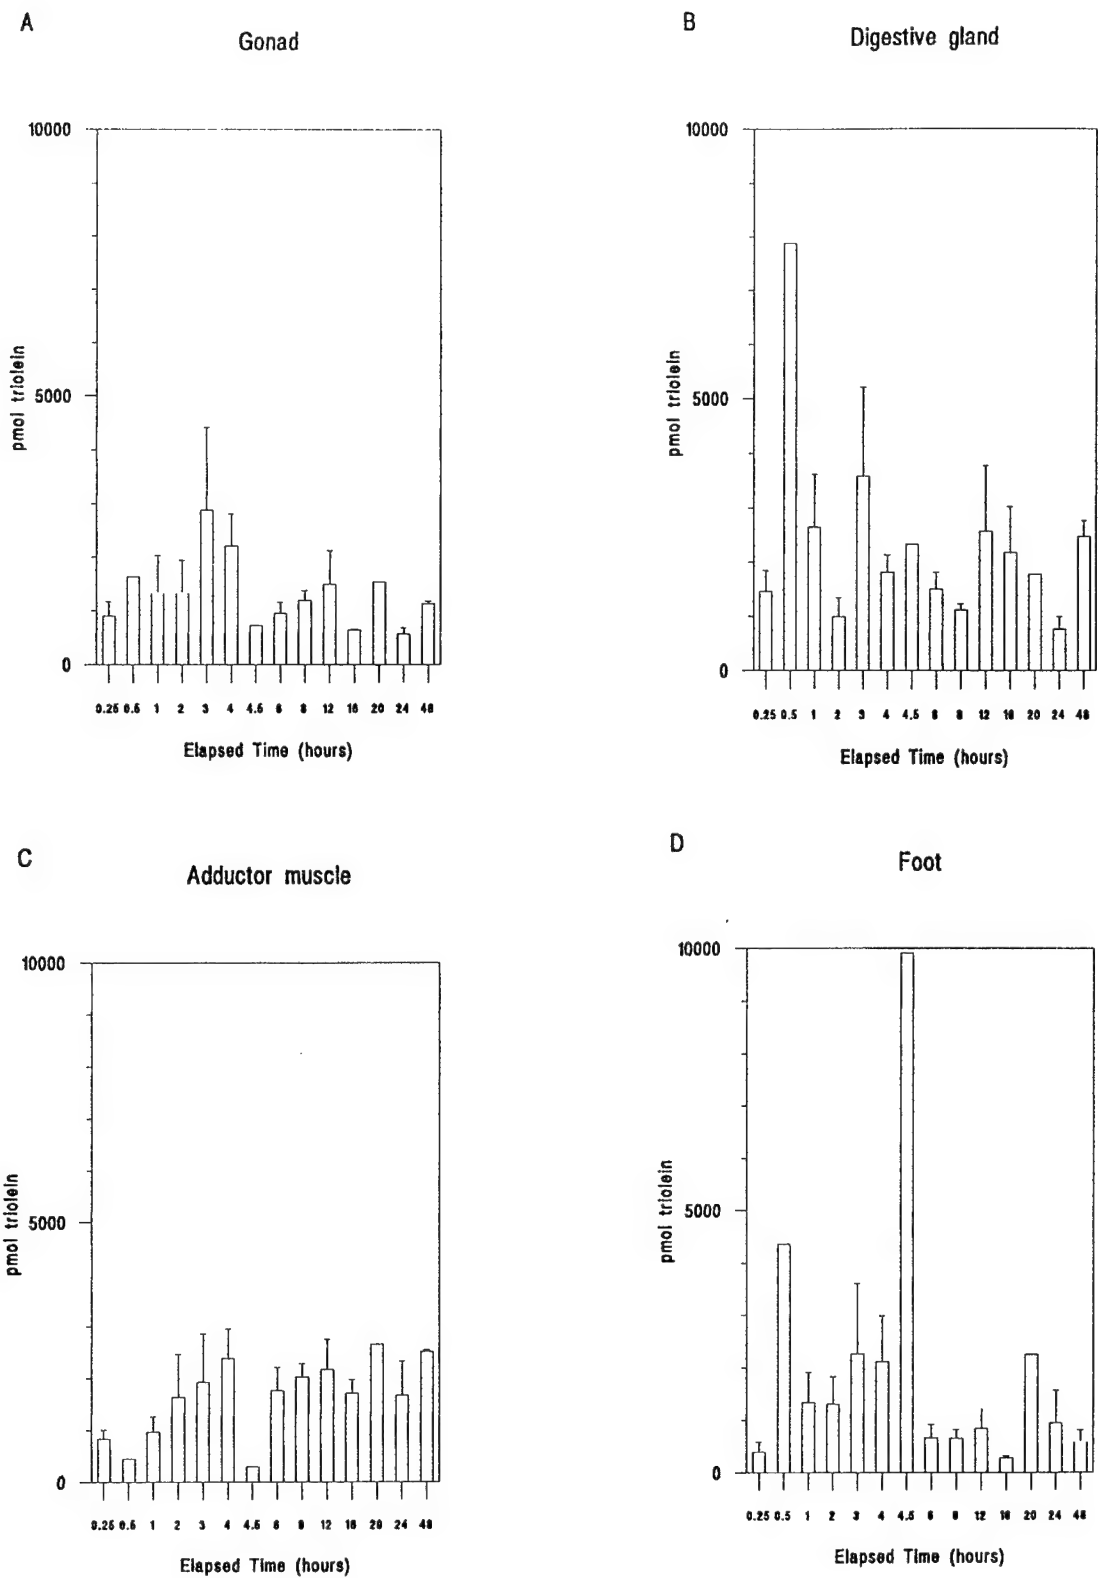 A
Gonad
10000
5000
0
pmol triolein
0.25 0.5 1 2 3 4 4.5 6 8 12 16 20 24 48
Elapsed Time (hours)
B
Digestive gland
10000
5000
0
pmol triolein
0.25 0.5 1 2 3 4 4.5 6 8 12 16 20 24 48
Elapsed Time (hours)
C
Adductor muscle
10000
5000
0
pmol triolein
0.25 0.5 1 2 3 4 4.5 6 8 12 16 20 24 48
Elapsed Time (hours)
D
Foot
10000
5000
0
pmol triolein
0.25 0.5 1 2 3 4 4.5 6 8 12 16 20 24 48
Elapsed Time (hours)